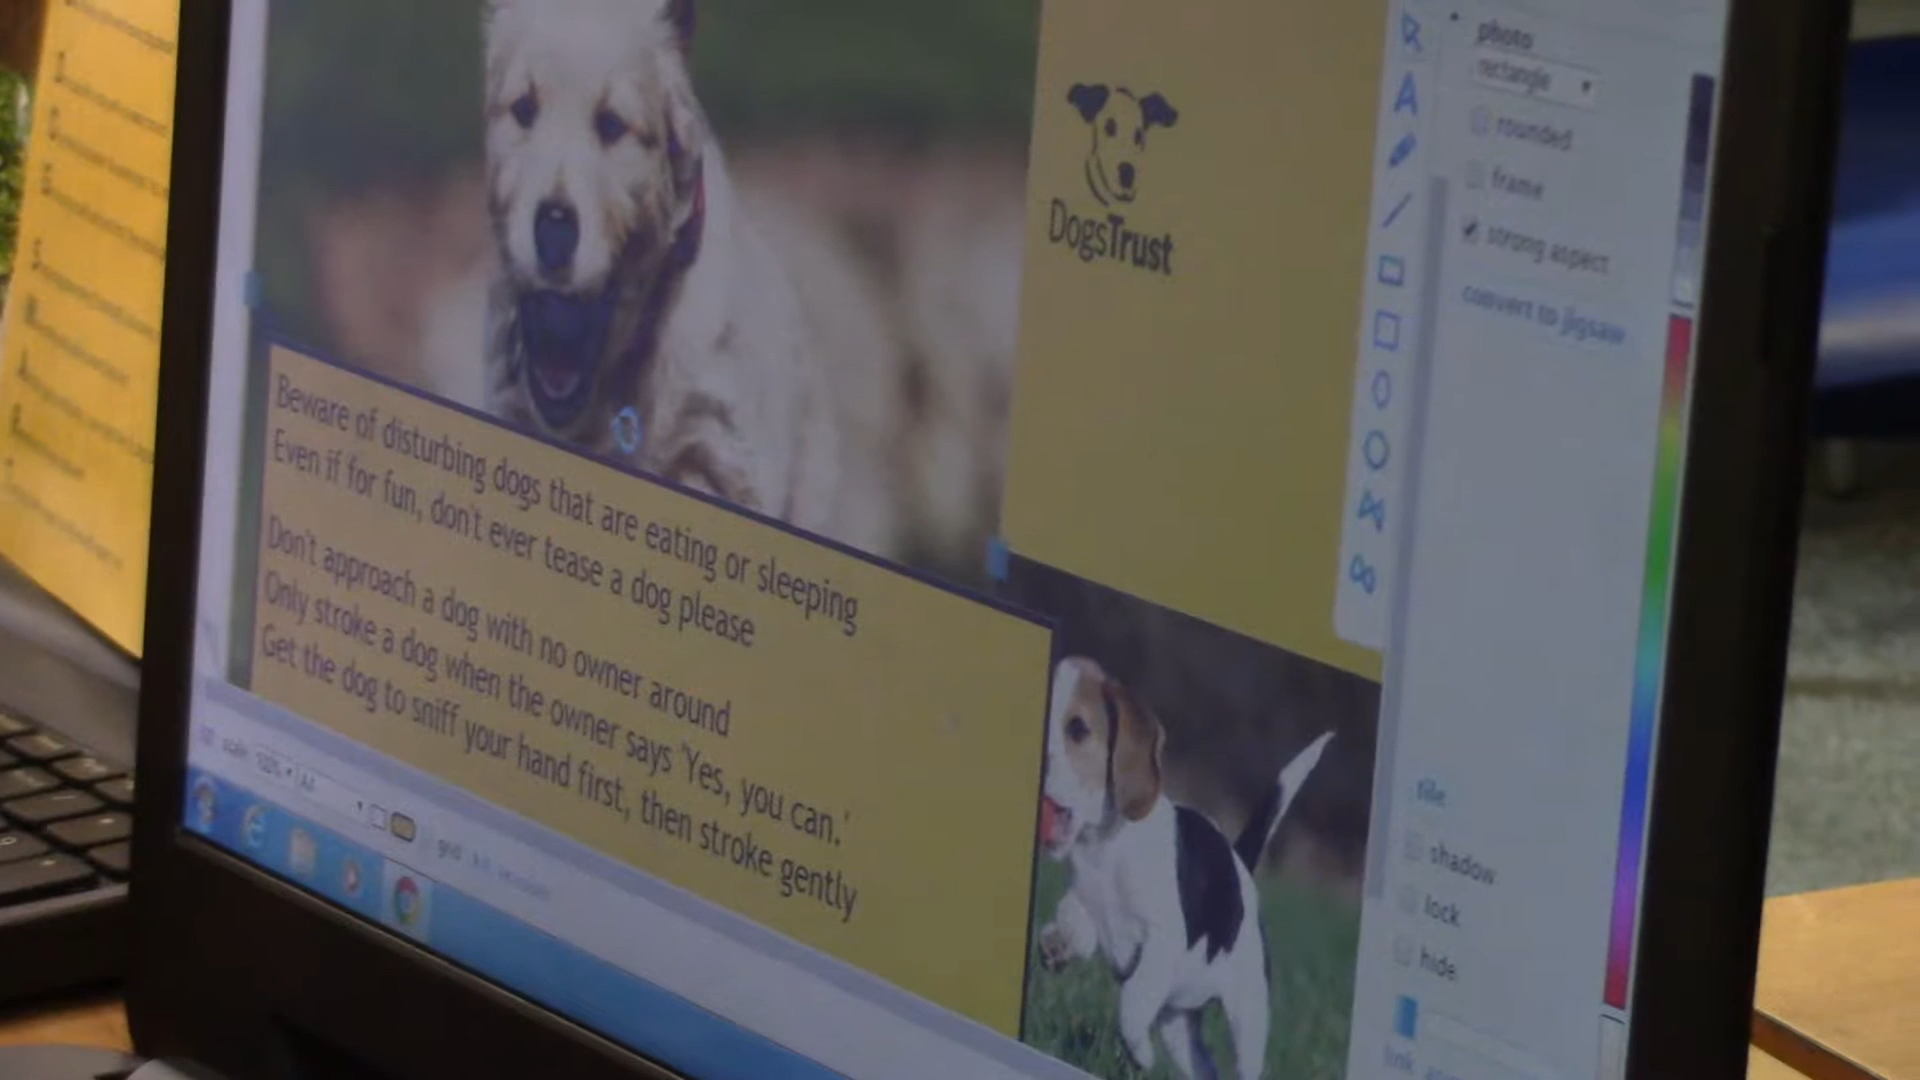 DogsTrust
Beware of disturbing dogs that are eating or sleeping
Even if for fun, don't ever tease a dog please
Don't approach a dog with no owner around
Only stroke a dog when the owner says 'Yes, you can.'
Get the dog to sniff your hand first, then stroke gently
photo
rectangle
rounded
frame
strong aspect
convert to jigsaw
shadow
lock
hide
link
scale
grid